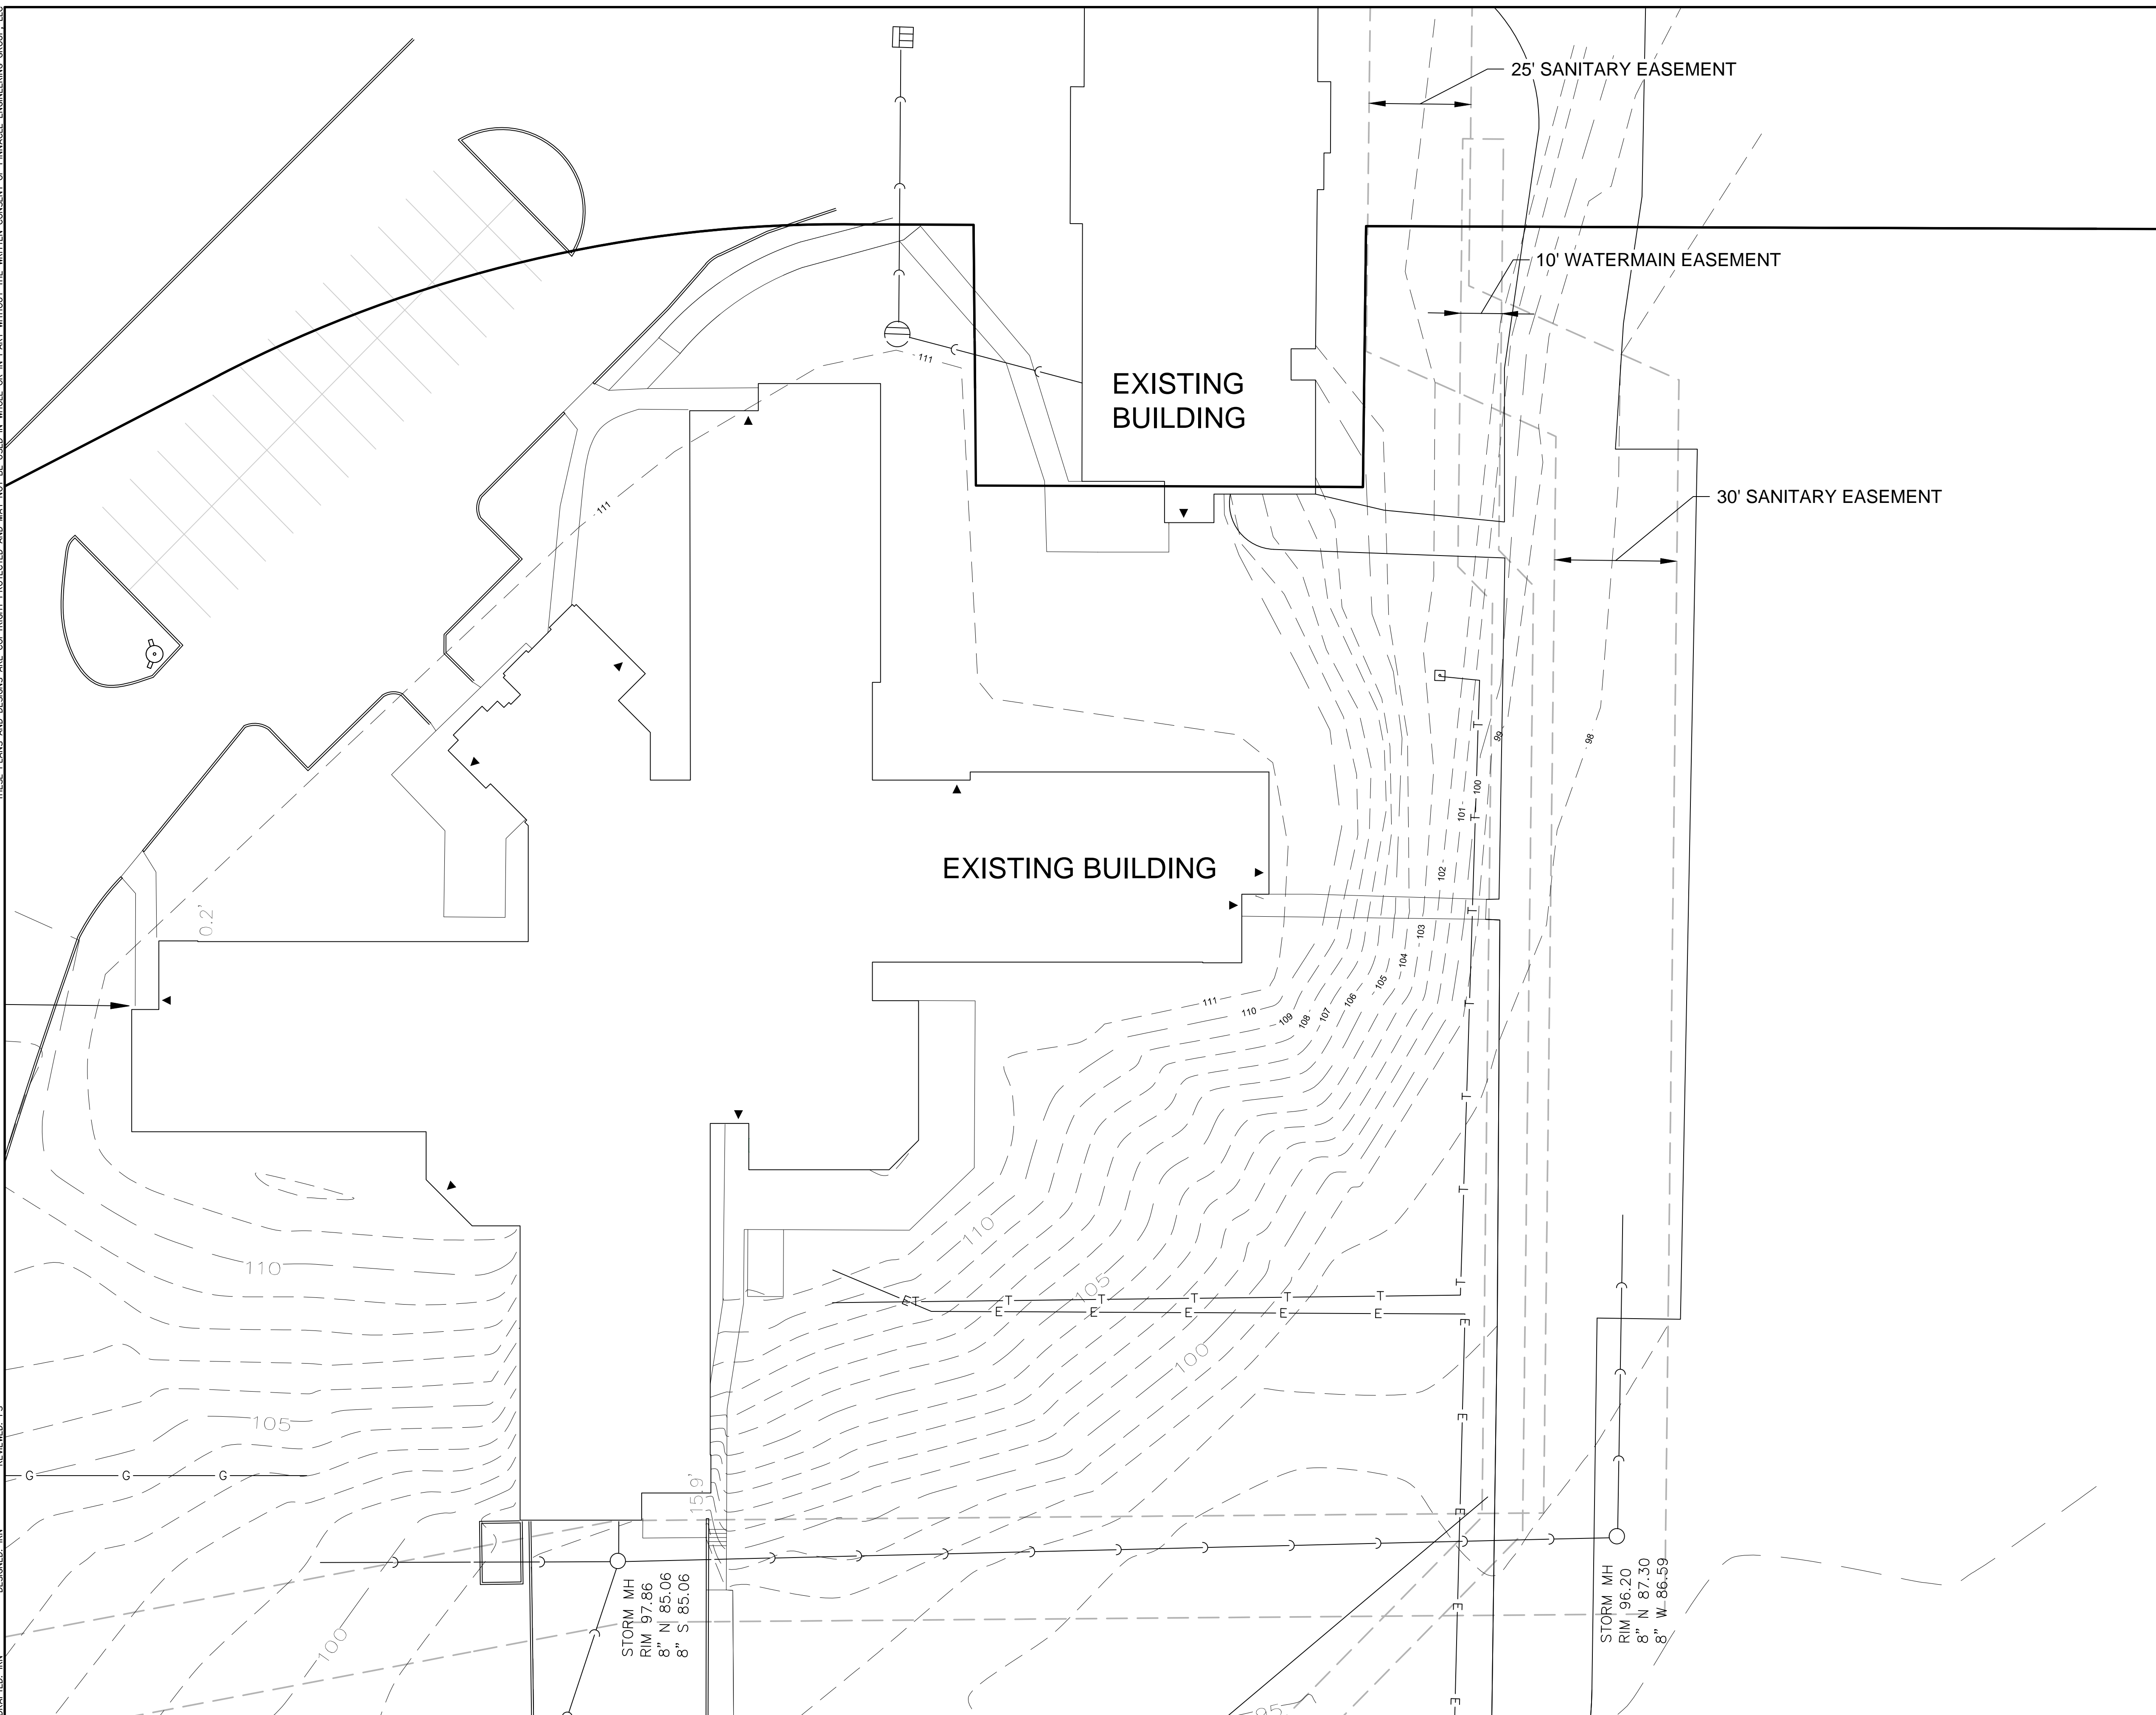 25' SANITARY EASEMENT
10' WATERMAIN EASEMENT
111
EXISTING
BUILDING
30' SANITARY EASEMENT
111
99
98
100
101
102
EXISTING BUILDING
0.2'
103
104
105
106
107
108
109
110
111
110
110
105
ET T T T T T
E E E E E
100
105
G G G
15.9'
100
STORM MH
RIM 97.86
8" N 85.06
8" S 85.06
STORM MH
RIM 96.20
8" N 87.30
8" W 86.59
95
T
T
T
T
T
T
T
E
E
E
E
E